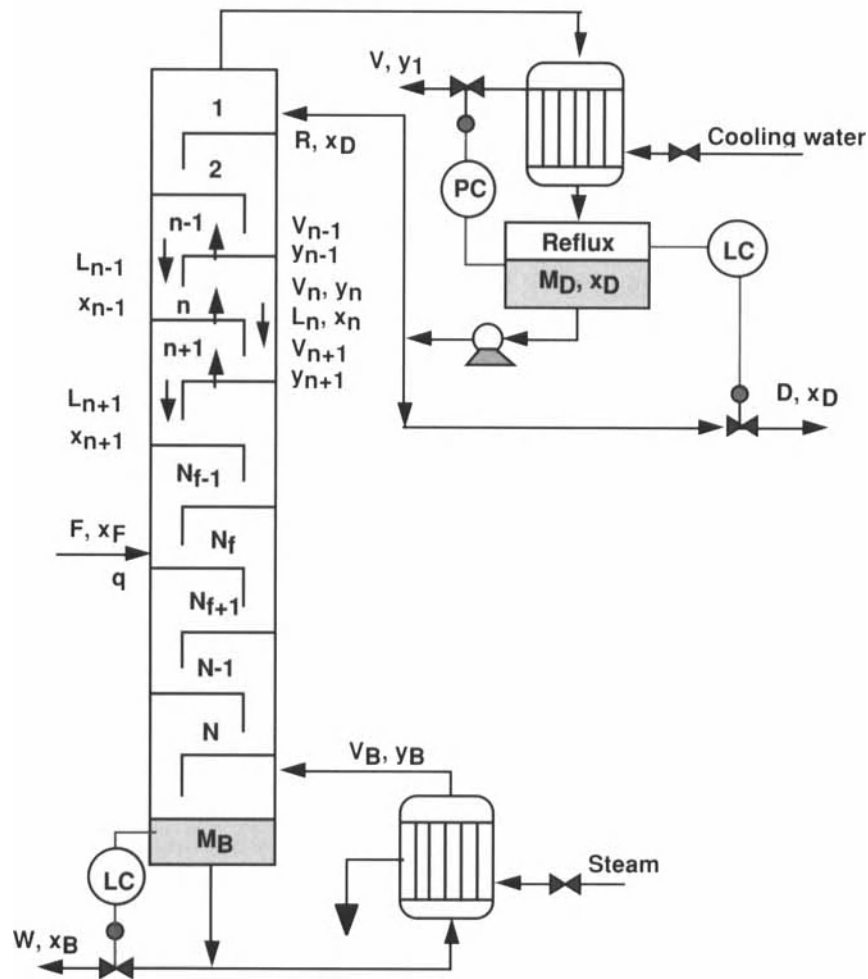 V, y1
1
R, xD
Cooling water
2
PC
n-1
Vn-1
yn-1
Reflux
LC
Ln-1
xn-1
n
Vn, yn
Ln, xn
MD, xD
n+1
Vn+1
yn+1
Ln+1
xn+1
D, xD
Nf-1
F, xF
Nf
q
Nf+1
N-1
N
VB, yB
MB
Steam
LC
W, xB